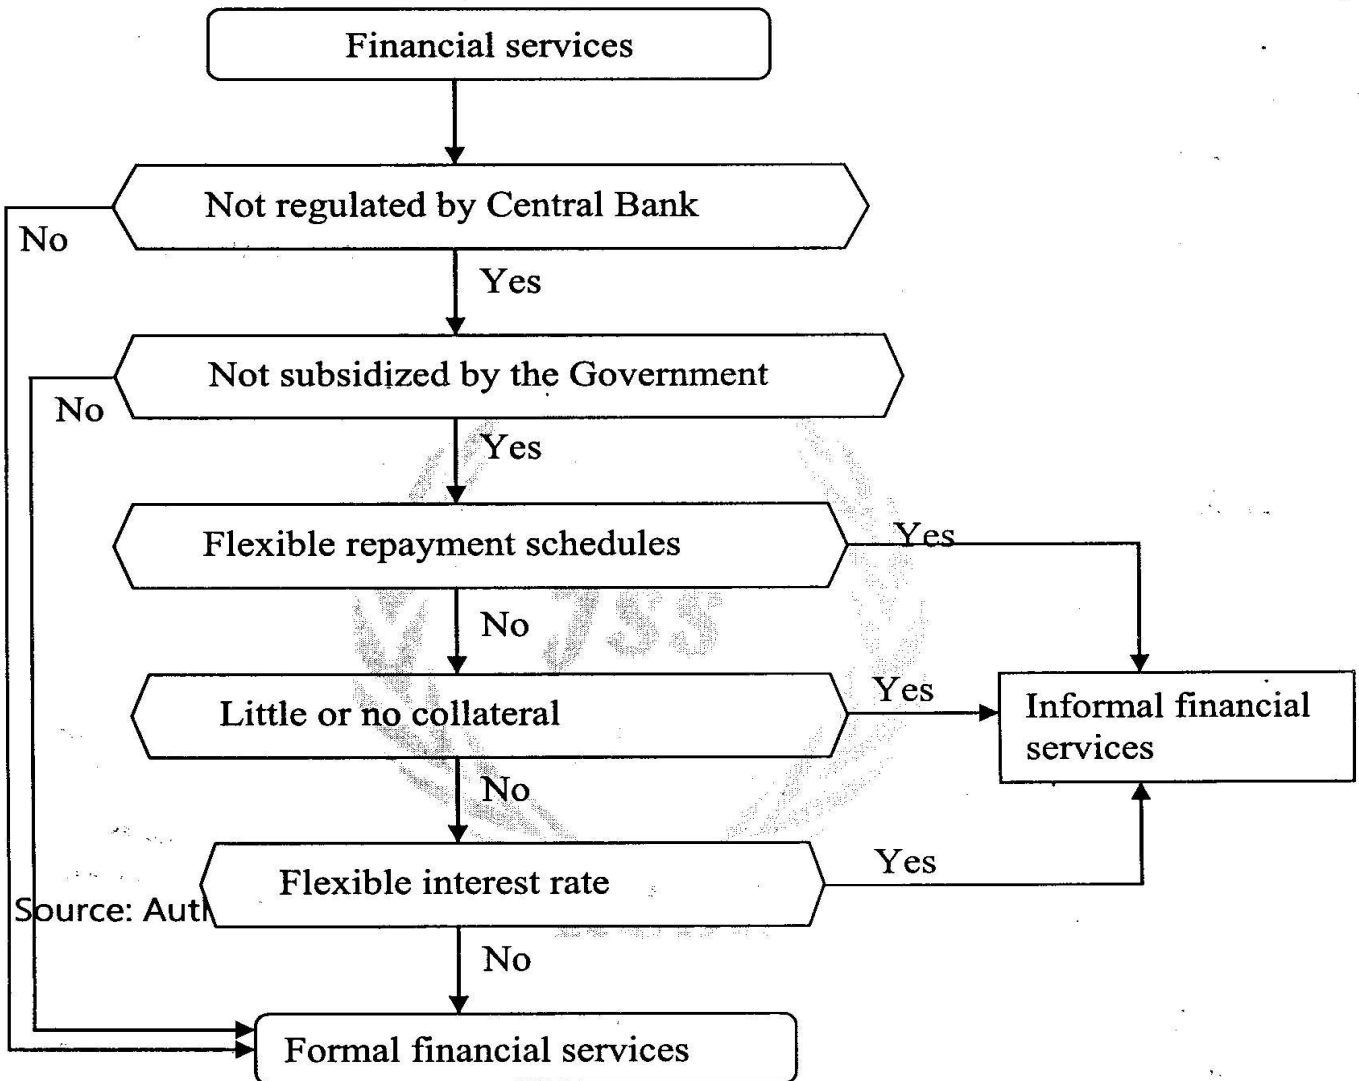 Financial services
Not regulated by Central Bank
No
Yes
Not subsidized by the Government
No
Yes
Flexible repayment schedules
Yes
No
JSS
Little or no collateral
Yes
Informal financial
services
No
Flexible interest rate
Yes
Source:
No
Formal financial services